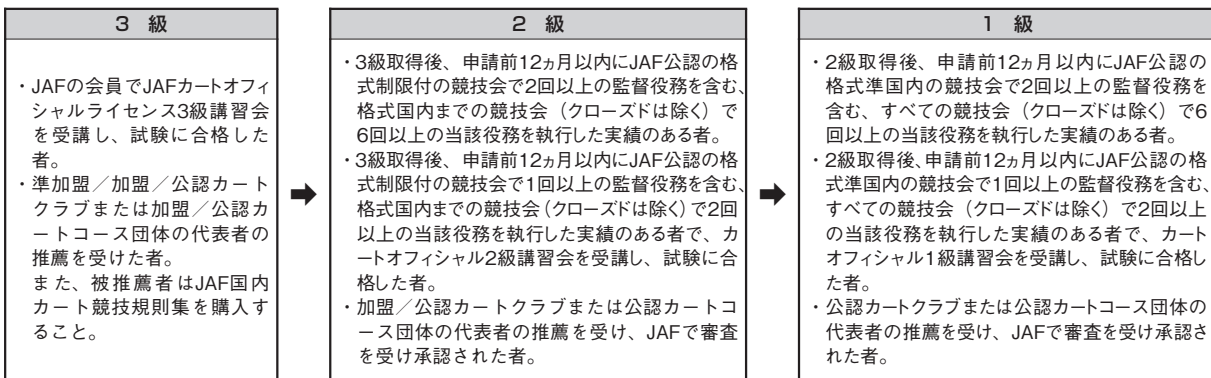 3 級
・JAFの会員でJAFカートオフィ
シャルライセンス3級講習会
を受講し、試験に合格した
者。
・準加盟／加盟／公認カート
クラブまたは加盟／公認カ
ートコース団体の代表者の
推薦を受けた者。
また、被推薦者はJAF国内
カート競技規則集を購入す
ること。
➡
2 級
・3級取得後、申請前12ヵ月以内にJAF公認の格
式制限付の競技会で2回以上の監督役務を含む、
格式国内までの競技会（クローズドは除く）で
6回以上の当該役務を執行した実績のある者。
・3級取得後、申請前12ヵ月以内にJAF公認の格
式制限付の競技会で1回以上の監督役務を含む、
格式国内までの競技会（クローズドは除く）で2回
以上の当該役務を執行した実績のある者で、カ
ートオフィシャル2級講習会を受講し、試験に合
格した者。
・加盟／公認カートクラブまたは公認カートコ
ース団体の代表者の推薦を受け、JAFで審査
を受け承認された者。
➡
1 級
・2級取得後、申請前12ヵ月以内にJAF公認の
格式準国内の競技会で2回以上の監督役務を
含む、すべての競技会（クローズドは除く）で6
回以上の当該役務を執行した実績のある者。
・2級取得後、申請前12ヵ月以内にJAF公認の格
式準国内の競技会で1回以上の監督役務を含む、
すべての競技会（クローズドは除く）で2回以上
の当該役務を執行した実績のある者で、カート
オフィシャル1級講習会を受講し、試験に合格し
た者。
・公認カートクラブまたは公認カートコース団体の
代表者の推薦を受け、JAFで審査を受け承認さ
れた者。